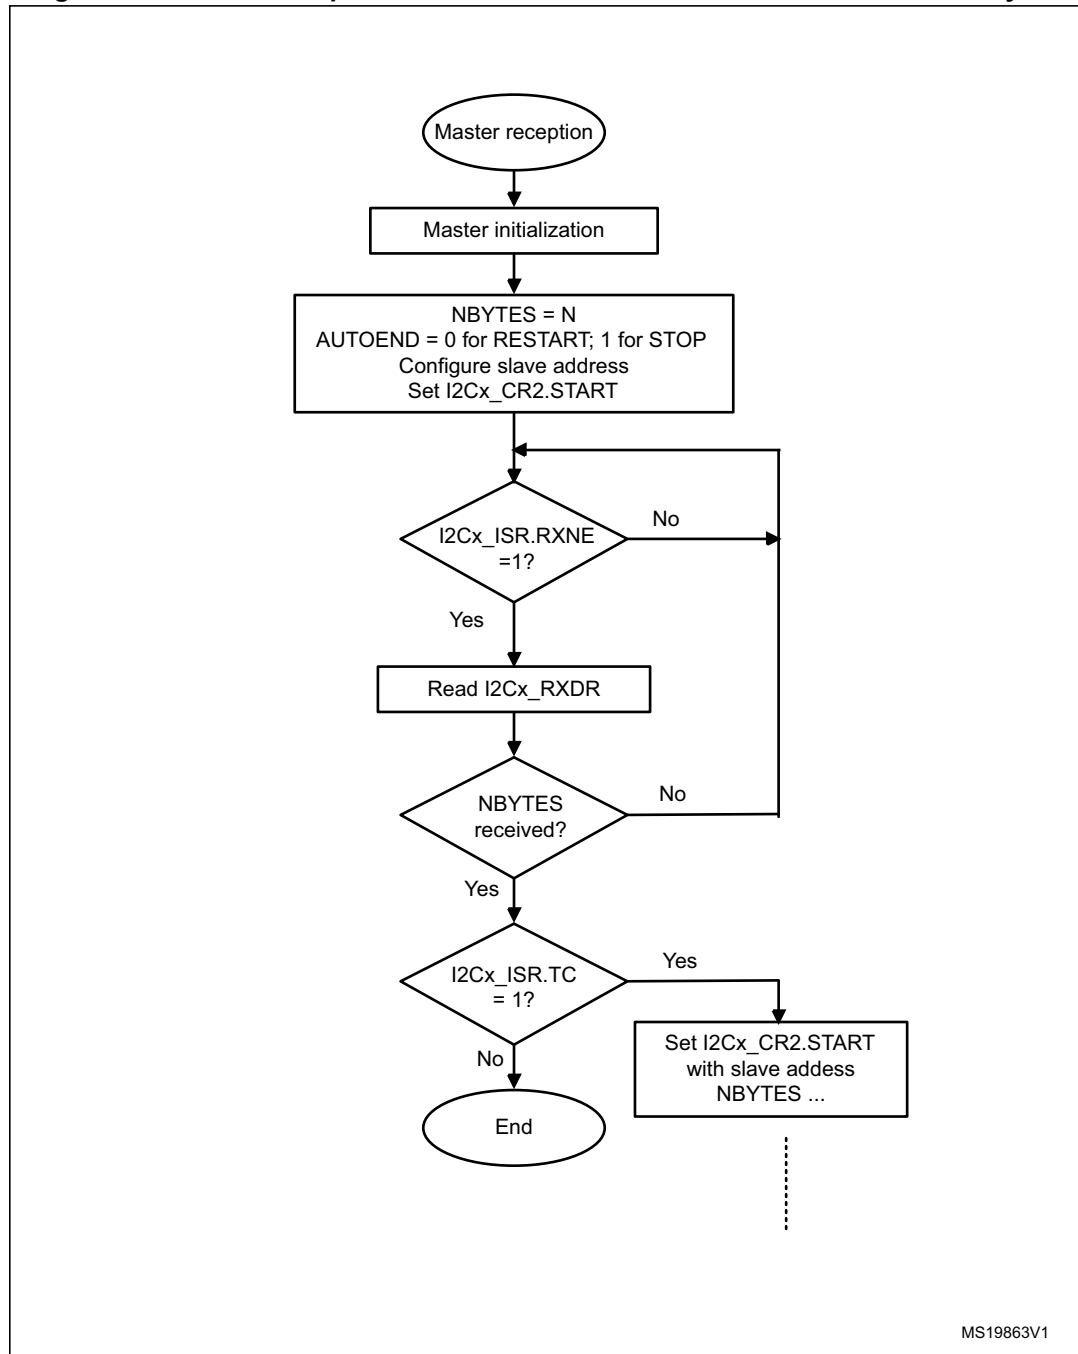 Master reception
Master initialization
NBYTES = N
AUTOEND = 0 for RESTART; 1 for STOP
Configure slave address
Set I2Cx_CR2.START
I2Cx_ISR.RXNE
=1?
No
Yes
Read I2Cx_RXDR
NBYTES
received?
No
Yes
I2Cx_ISR.TC
= 1?
Yes
Set I2Cx_CR2.START
with slave addess
NBYTES ...
No
End
MS19863V1